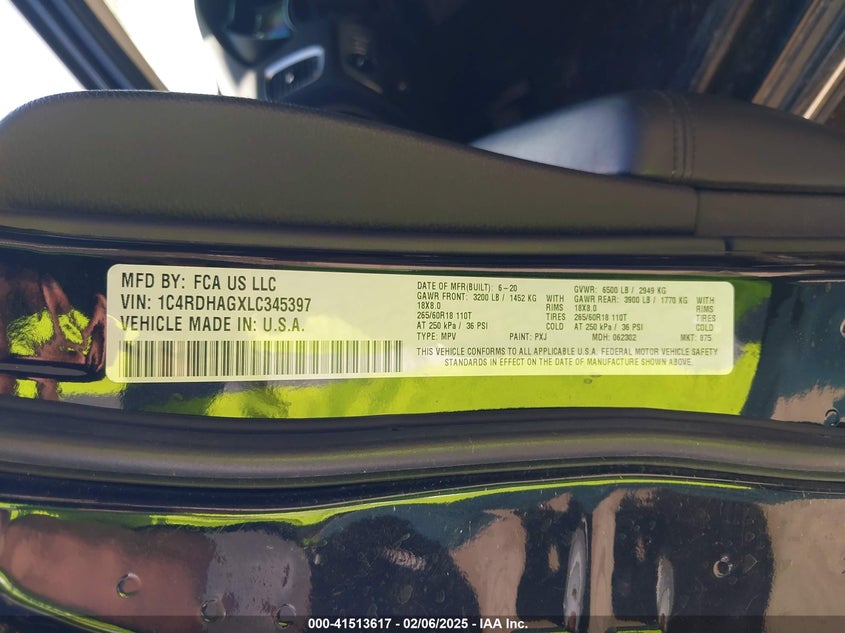 MFD BY: FCA US LLC
VIN: 1C4RDHAGXLC345397
VEHICLE MADE IN: U.S.A.
DATE OF MFR(BUILT): 6-20 GVWR: 6500 LB / 2949 KG
GAWR FRONT: 3200 LB / 1452 KG WITH GAWR REAR: 3900 LB / 1770 KG WITH
18X8.0 RIMS 18X8.0 RIMS
265/60R18 110T TIRES 265/60R18 110T TIRES
AT 250 kPa / 36 PSI COLD AT 250 kPa / 36 PSI COLD
TYPE: MPV PAINT: PXJ MDH: 062302 MKT: 875
THIS VEHICLE CONFORMS TO ALL APPLICABLE U.S.A. FEDERAL MOTOR VEHICLE SAFETY
STANDARDS IN EFFECT ON THE DATE OF MANUFACTURE SHOWN ABOVE.
000-41513617 - 02/06/2025 - IAA Inc.